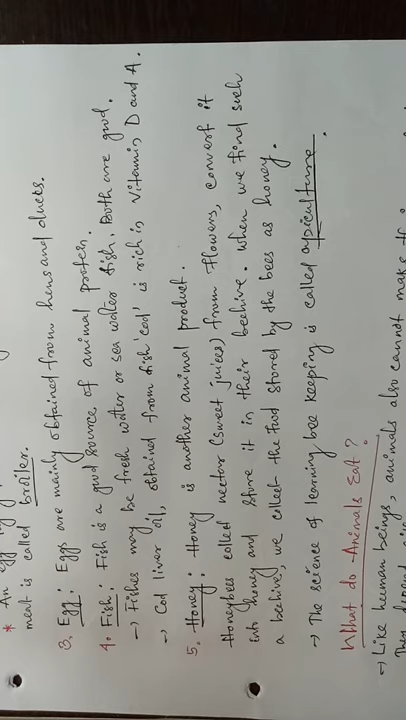 * An egg
meat is called broiler.
3. Egg: Eggs are mainly obtained from hens and ducks.
4. Fish: Fish is a good source of animal protein.
→ Fishes may be fresh water or sea water fish. Both are good.
→ Cod liver oil, obtained from fish 'cod' is rich in Vitamin D and A.
5. Honey: Honey is another animal product.
Honeybees collect nectar (sweet juices) from flowers, convert it
into honey and store it in their beehive. when we find such
a beehive, we collect the food stored by the bees as honey.
→ The science of learning bee keeping is called apiculture.
What do Animals Eat?
→ Like human beings, animals also cannot make
They depend